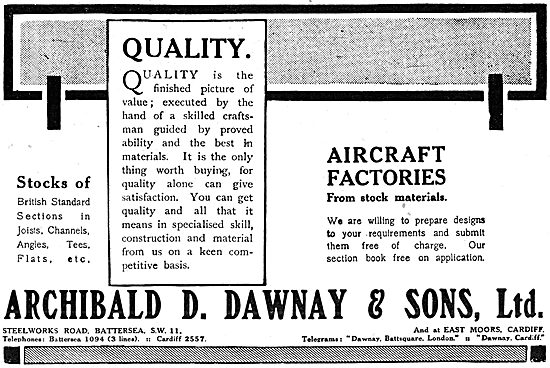 QUALITY.
QUALITY is the
finished picture of
value; executed by the
hand of a skilled crafts-
man guided by proved
ability and the best in
materials. It is the only
thing worth buying, for
quality alone can give
satisfaction. You can get
quality and all that it
means in specialised skill,
construction and material
from us on a keen com-
petitive basis.
Stocks of
British Standard
Sections in
Joists, Channels,
Angles, Tees,
Flats, etc.
AIRCRAFT
FACTORIES
From stock materials.
We are willing to prepare designs
to your requirements and submit
them free of charge. Our
section book free on application.
ARCHIBALD D. DAWNAY & SONS, Ltd.
STEELWORKS ROAD, BATTERSEA, S.W. 11. And at EAST MOORS, CARDIFF.
Telephones: Battersea 1094 (3 lines). :: Cardiff 2557. Telegrams: "Dawnay, Battsquare, London." :: "Dawnay, Cardiff."